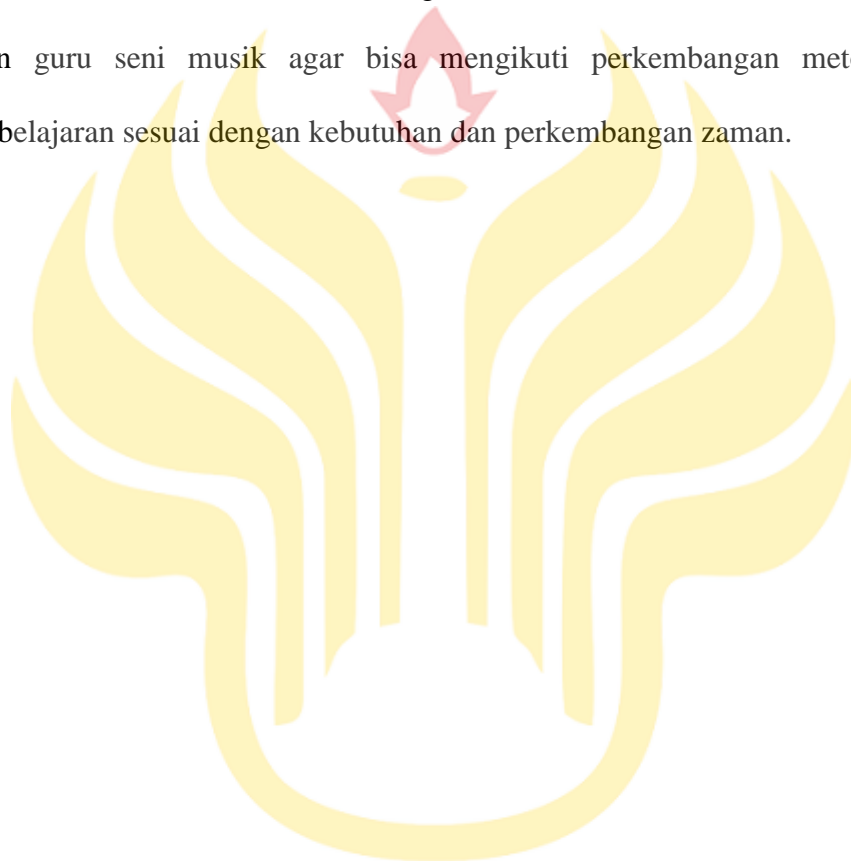 n guru seni musik agar bisa mengikuti perkembangan met
belajaran sesuai dengan kebutuhan dan perkembangan zaman.